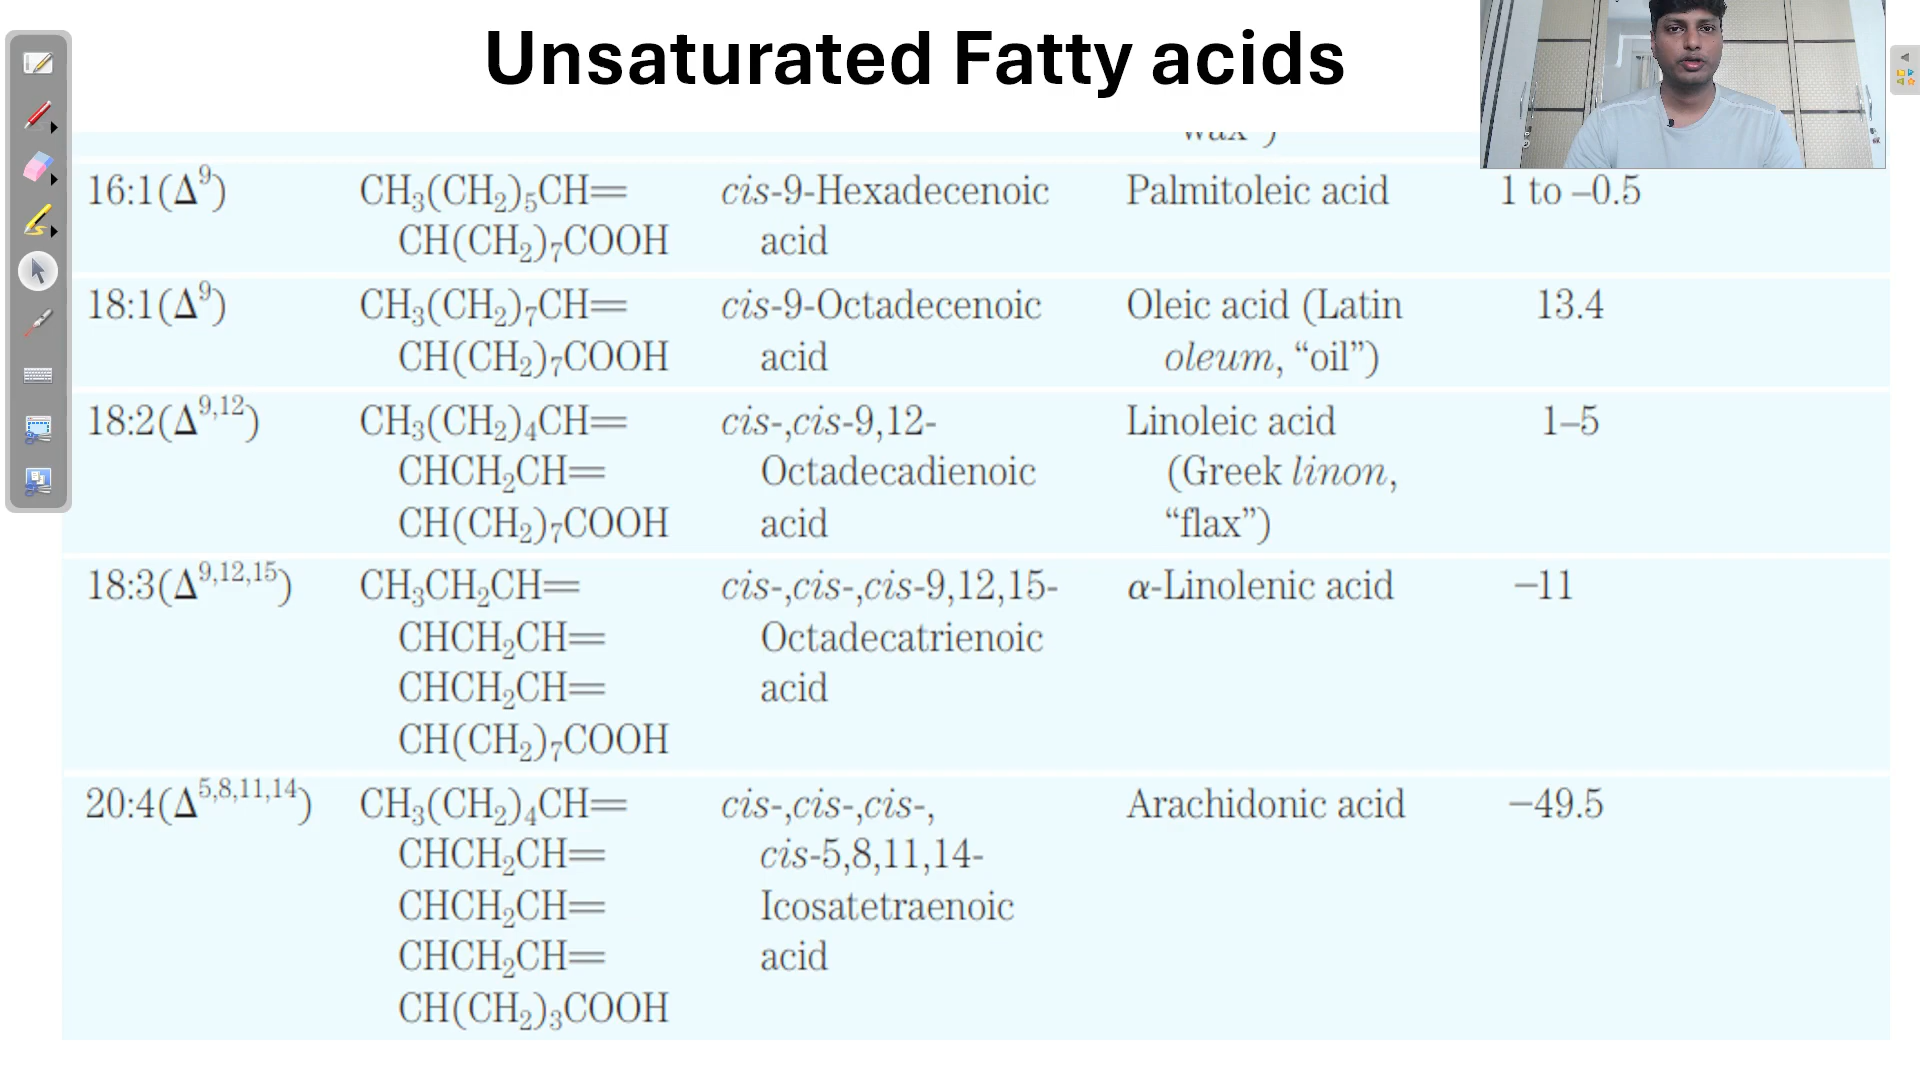 Unsaturated Fatty acids
wax")
16:1(Δ⁹) CH₃(CH₂)₅CH= cis-9-Hexadecenoic Palmitoleic acid 1 to –0.5
CH(CH₂)₇COOH acid
18:1(Δ⁹) CH₃(CH₂)₇CH= cis-9-Octadecenoic Oleic acid (Latin 13.4
CH(CH₂)₇COOH acid oleum, “oil”)
18:2(Δ⁹,¹²) CH₃(CH₂)₄CH= cis-,cis-9,12- Linoleic acid 1–5
CHCH₂CH= Octadecadienoic (Greek linon,
CH(CH₂)₇COOH acid “flax”)
18:3(Δ⁹,¹²,¹⁵) CH₃CH₂CH= cis-,cis-,cis-9,12,15- α-Linolenic acid –11
CHCH₂CH= Octadecatrienoic
CHCH₂CH= acid
CH(CH₂)₇COOH
20:4(Δ⁵,⁸,¹¹,¹⁴) CH₃(CH₂)₄CH= cis-,cis-,cis-, Arachidonic acid –49.5
CHCH₂CH= cis-5,8,11,14-
CHCH₂CH= Icosatetraenoic
CHCH₂CH= acid
CH(CH₂)₃COOH